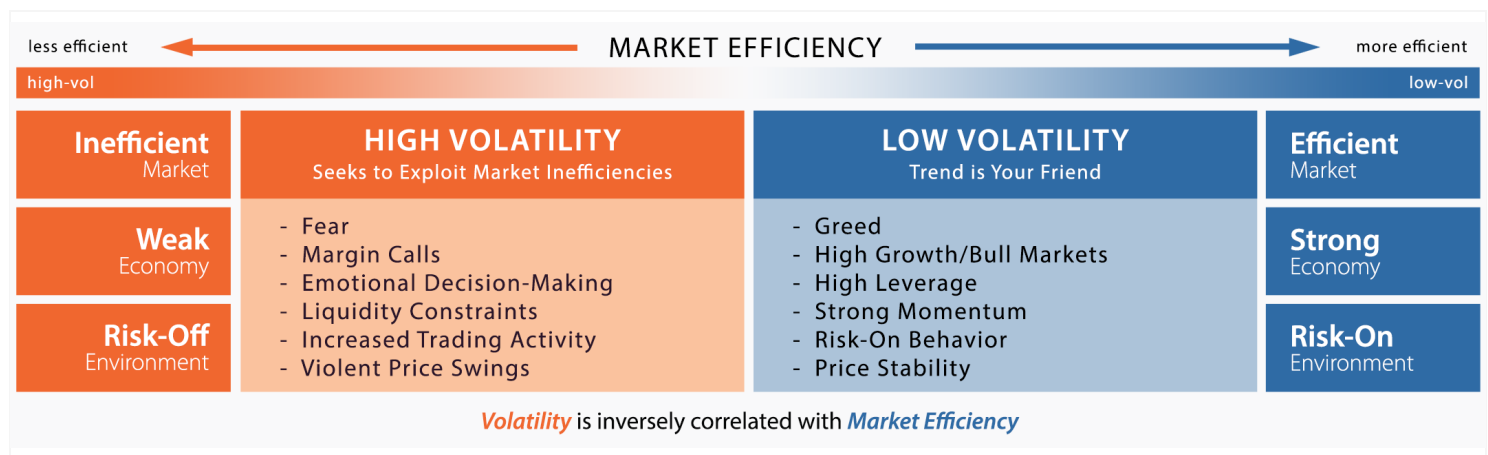 less efficient
MARKET EFFICIENCY
more efficient
high-vol
low-vol
Inefficient
Market
Weak
Economy
Risk-Off
Environment
HIGH VOLATILITY
Seeks to Exploit Market Inefficiencies
- Fear
- Margin Calls
- Emotional Decision-Making
- Liquidity Constraints
- Increased Trading Activity
- Violent Price Swings
LOW VOLATILITY
Trend is Your Friend
- Greed
- High Growth/Bull Markets
- High Leverage
- Strong Momentum
- Risk-On Behavior
- Price Stability
Efficient
Market
Strong
Economy
Risk-On
Environment
Volatility is inversely correlated with Market Efficiency